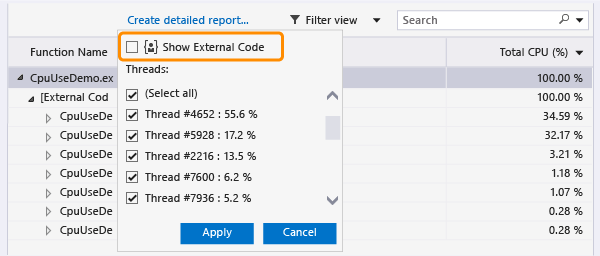 Create detailed report...
Filter view
Search
Function Name
Total CPU (%)
Show External Code
Threads:
(Select all)
Thread #4652 : 55.6 %
Thread #5928 : 17.2 %
Thread #2216 : 13.5 %
Thread #7600 : 6.2 %
Thread #7936 : 5.2 %
Apply
Cancel
CpuUseDemo.ex
100.00 %
[External Cod
100.00 %
CpuUseDe
34.59 %
CpuUseDe
32.17 %
CpuUseDe
3.21 %
CpuUseDe
1.18 %
CpuUseDe
1.07 %
CpuUseDe
0.28 %
CpuUseDe
0.28 %